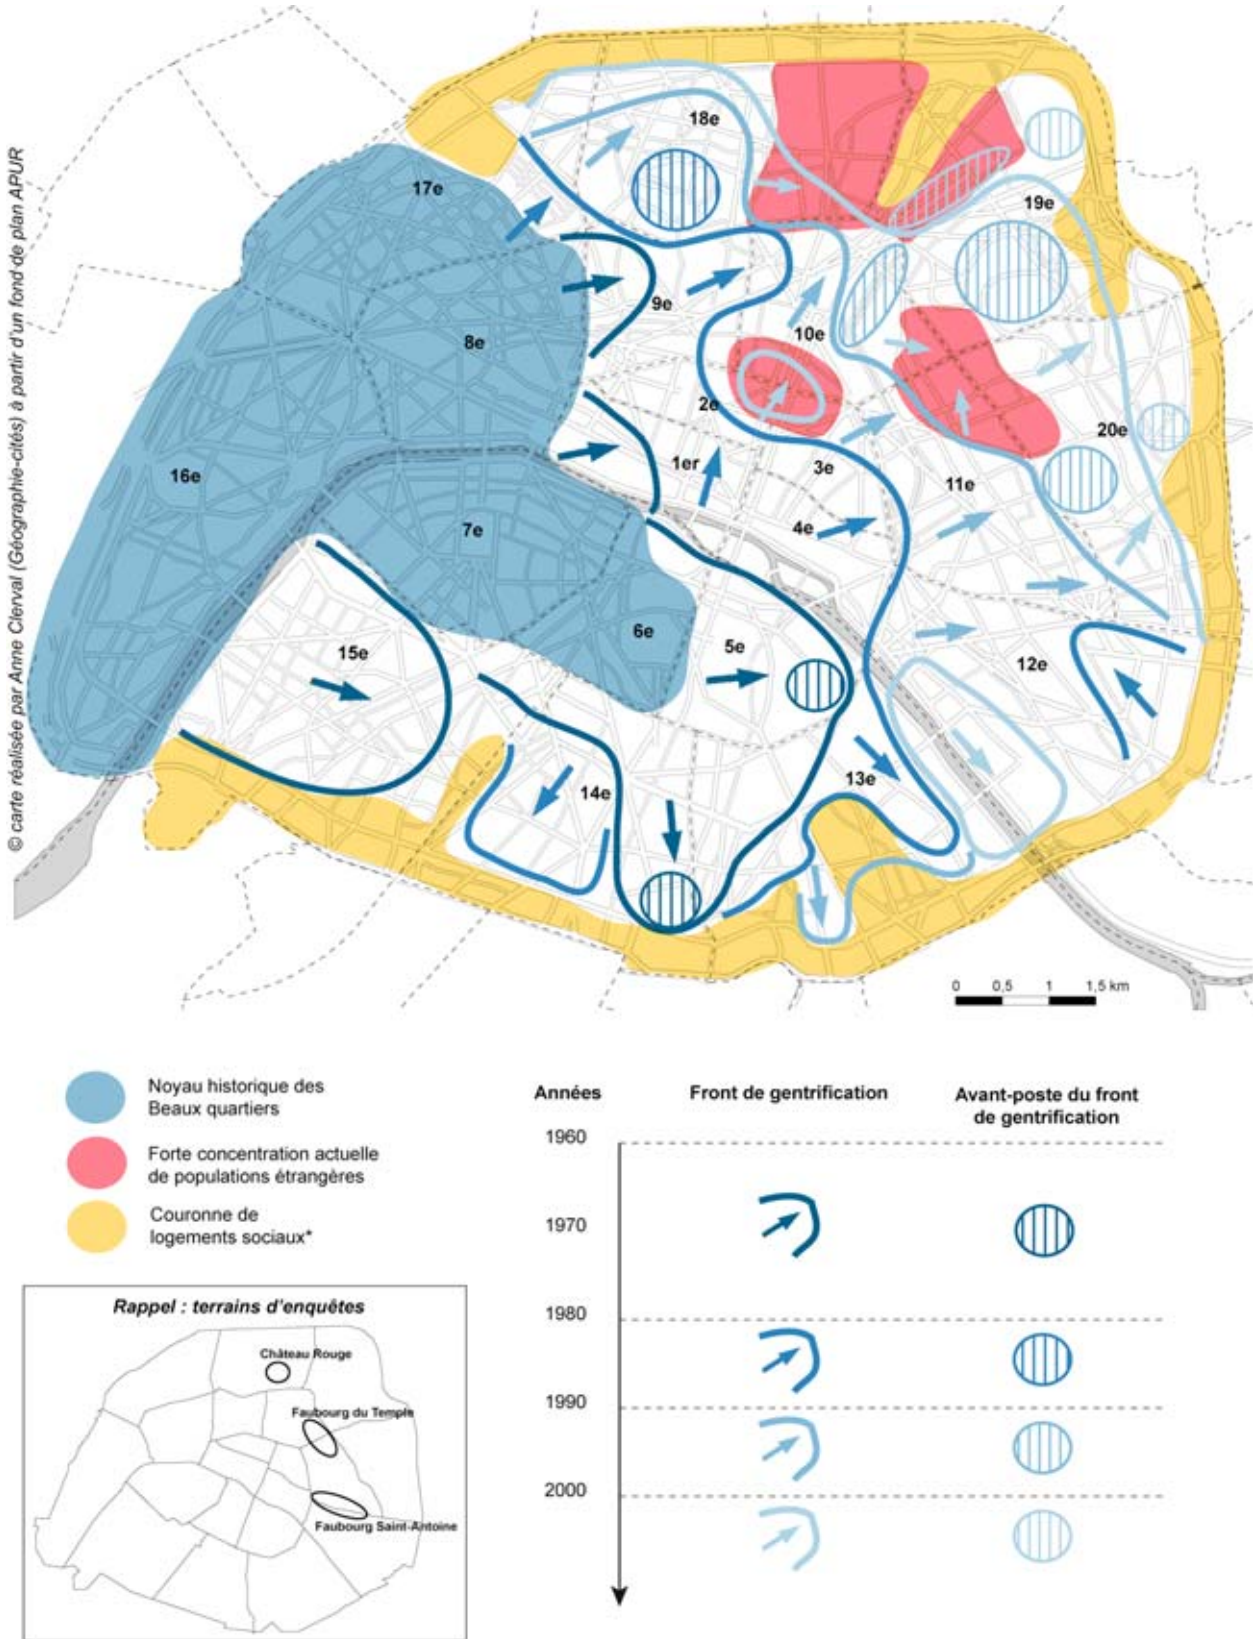 © carte réalisée par Anne Clerval (Géographie-cités) à partir d'un fond de plan APUR
18e
17e
19e
9e
10e
8e
2e
20e
16e
1er
3e
11e
7e
4e
6e
5e
15e
12e
14e
13e
0 0,5 1 1,5 km
Noyau historique des
Beaux quartiers
Forte concentration actuelle
de populations étrangères
Couronne de
logements sociaux*
Années
Front de gentrification
Avant-poste du front
de gentrification
1960
1970
1980
1990
2000
Rappel : terrains d'enquêtes
Château Rouge
Faubourg du Temple
Faubourg Saint-Antoine